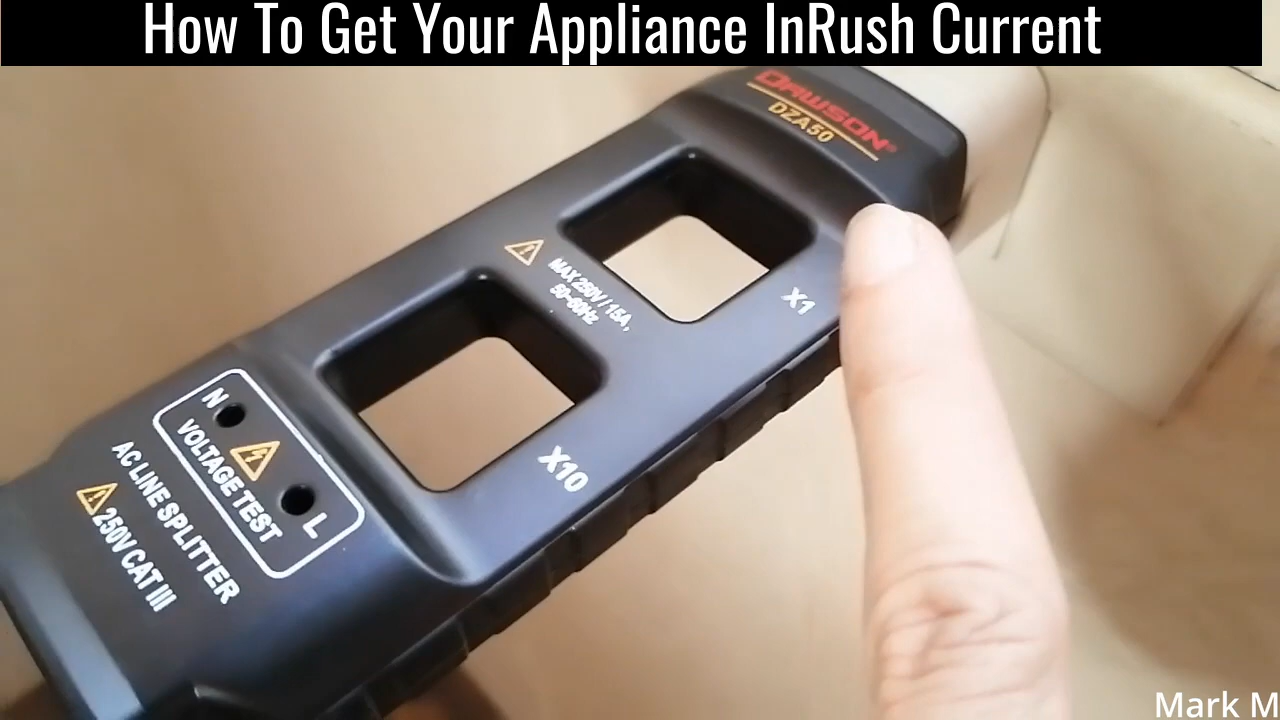 How To Get Your Appliance InRush Current
DAWSON®
DZA50
X1
MAX 250V / 15A,
50~60Hz
X10
N
VOLTAGE TEST
L
AC LINE SPLITTER
250V CAT III
Mark M